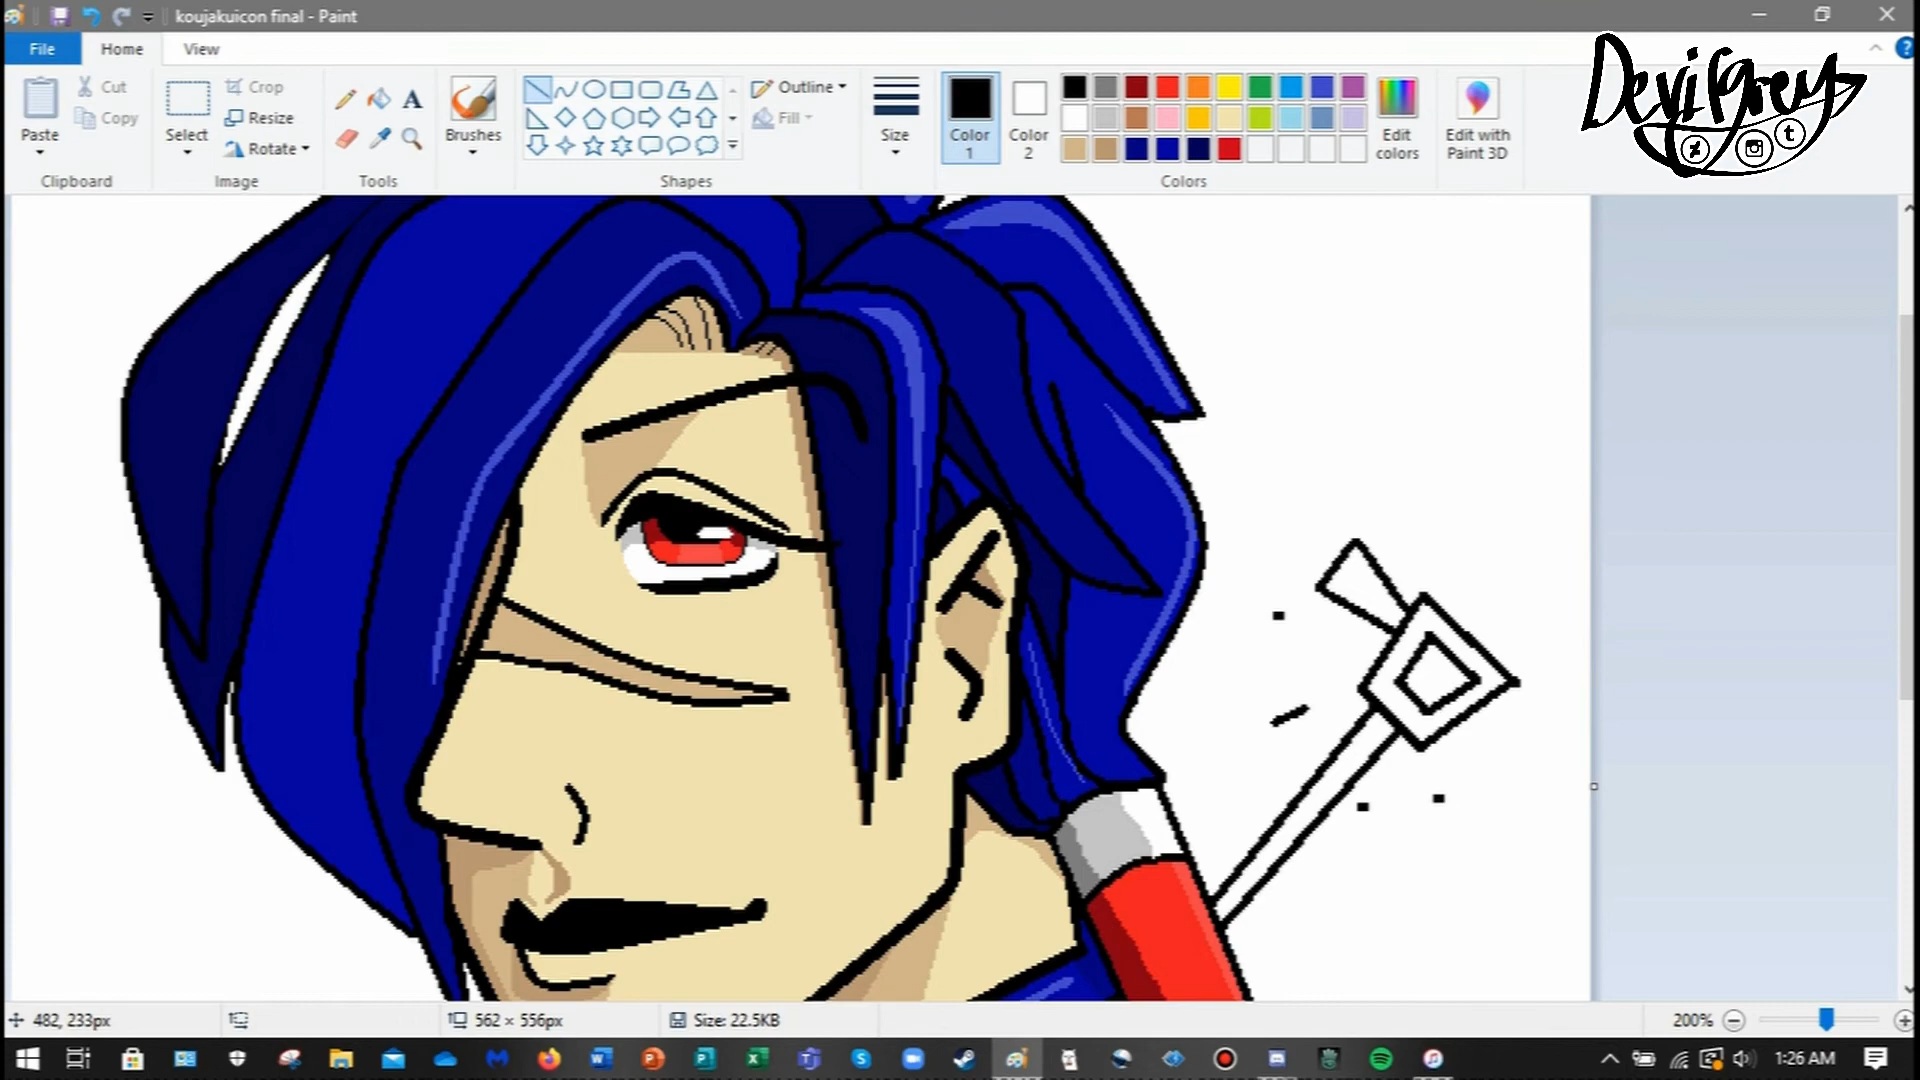 koujakuicon final - Paint
File Home View
Paste
Cut
Copy
Clipboard
Select
Crop
Resize
Rotate
Image
A
Tools
Brushes
Shapes
Outline
Fill
Size
Color 1
Color 2
Colors
Edit colors
Edit with Paint 3D
Devilgrey
t
482, 233px
562 × 556px
Size: 22.5KB
200%
1:26 AM